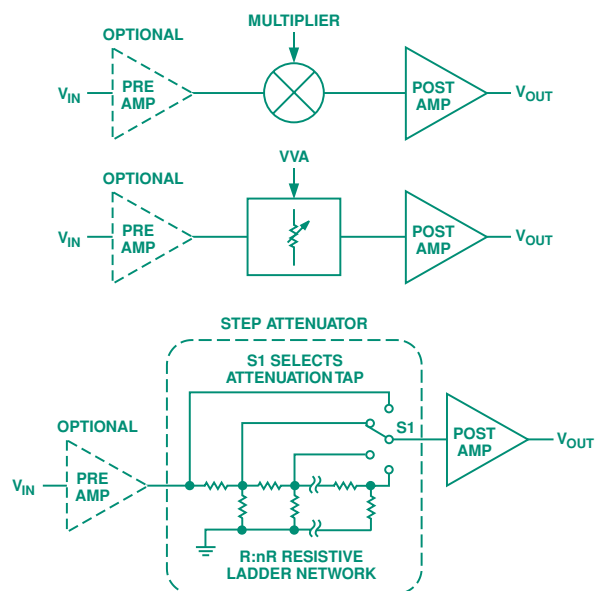 MULTIPLIER
OPTIONAL
VIN
PRE
AMP
POST
AMP
VOUT
VVA
OPTIONAL
VIN
PRE
AMP
POST
AMP
VOUT
STEP ATTENUATOR
S1 SELECTS
ATTENUATION TAP
OPTIONAL
S1
VIN
PRE
AMP
POST
AMP
VOUT
R:nR RESISTIVE
LADDER NETWORK